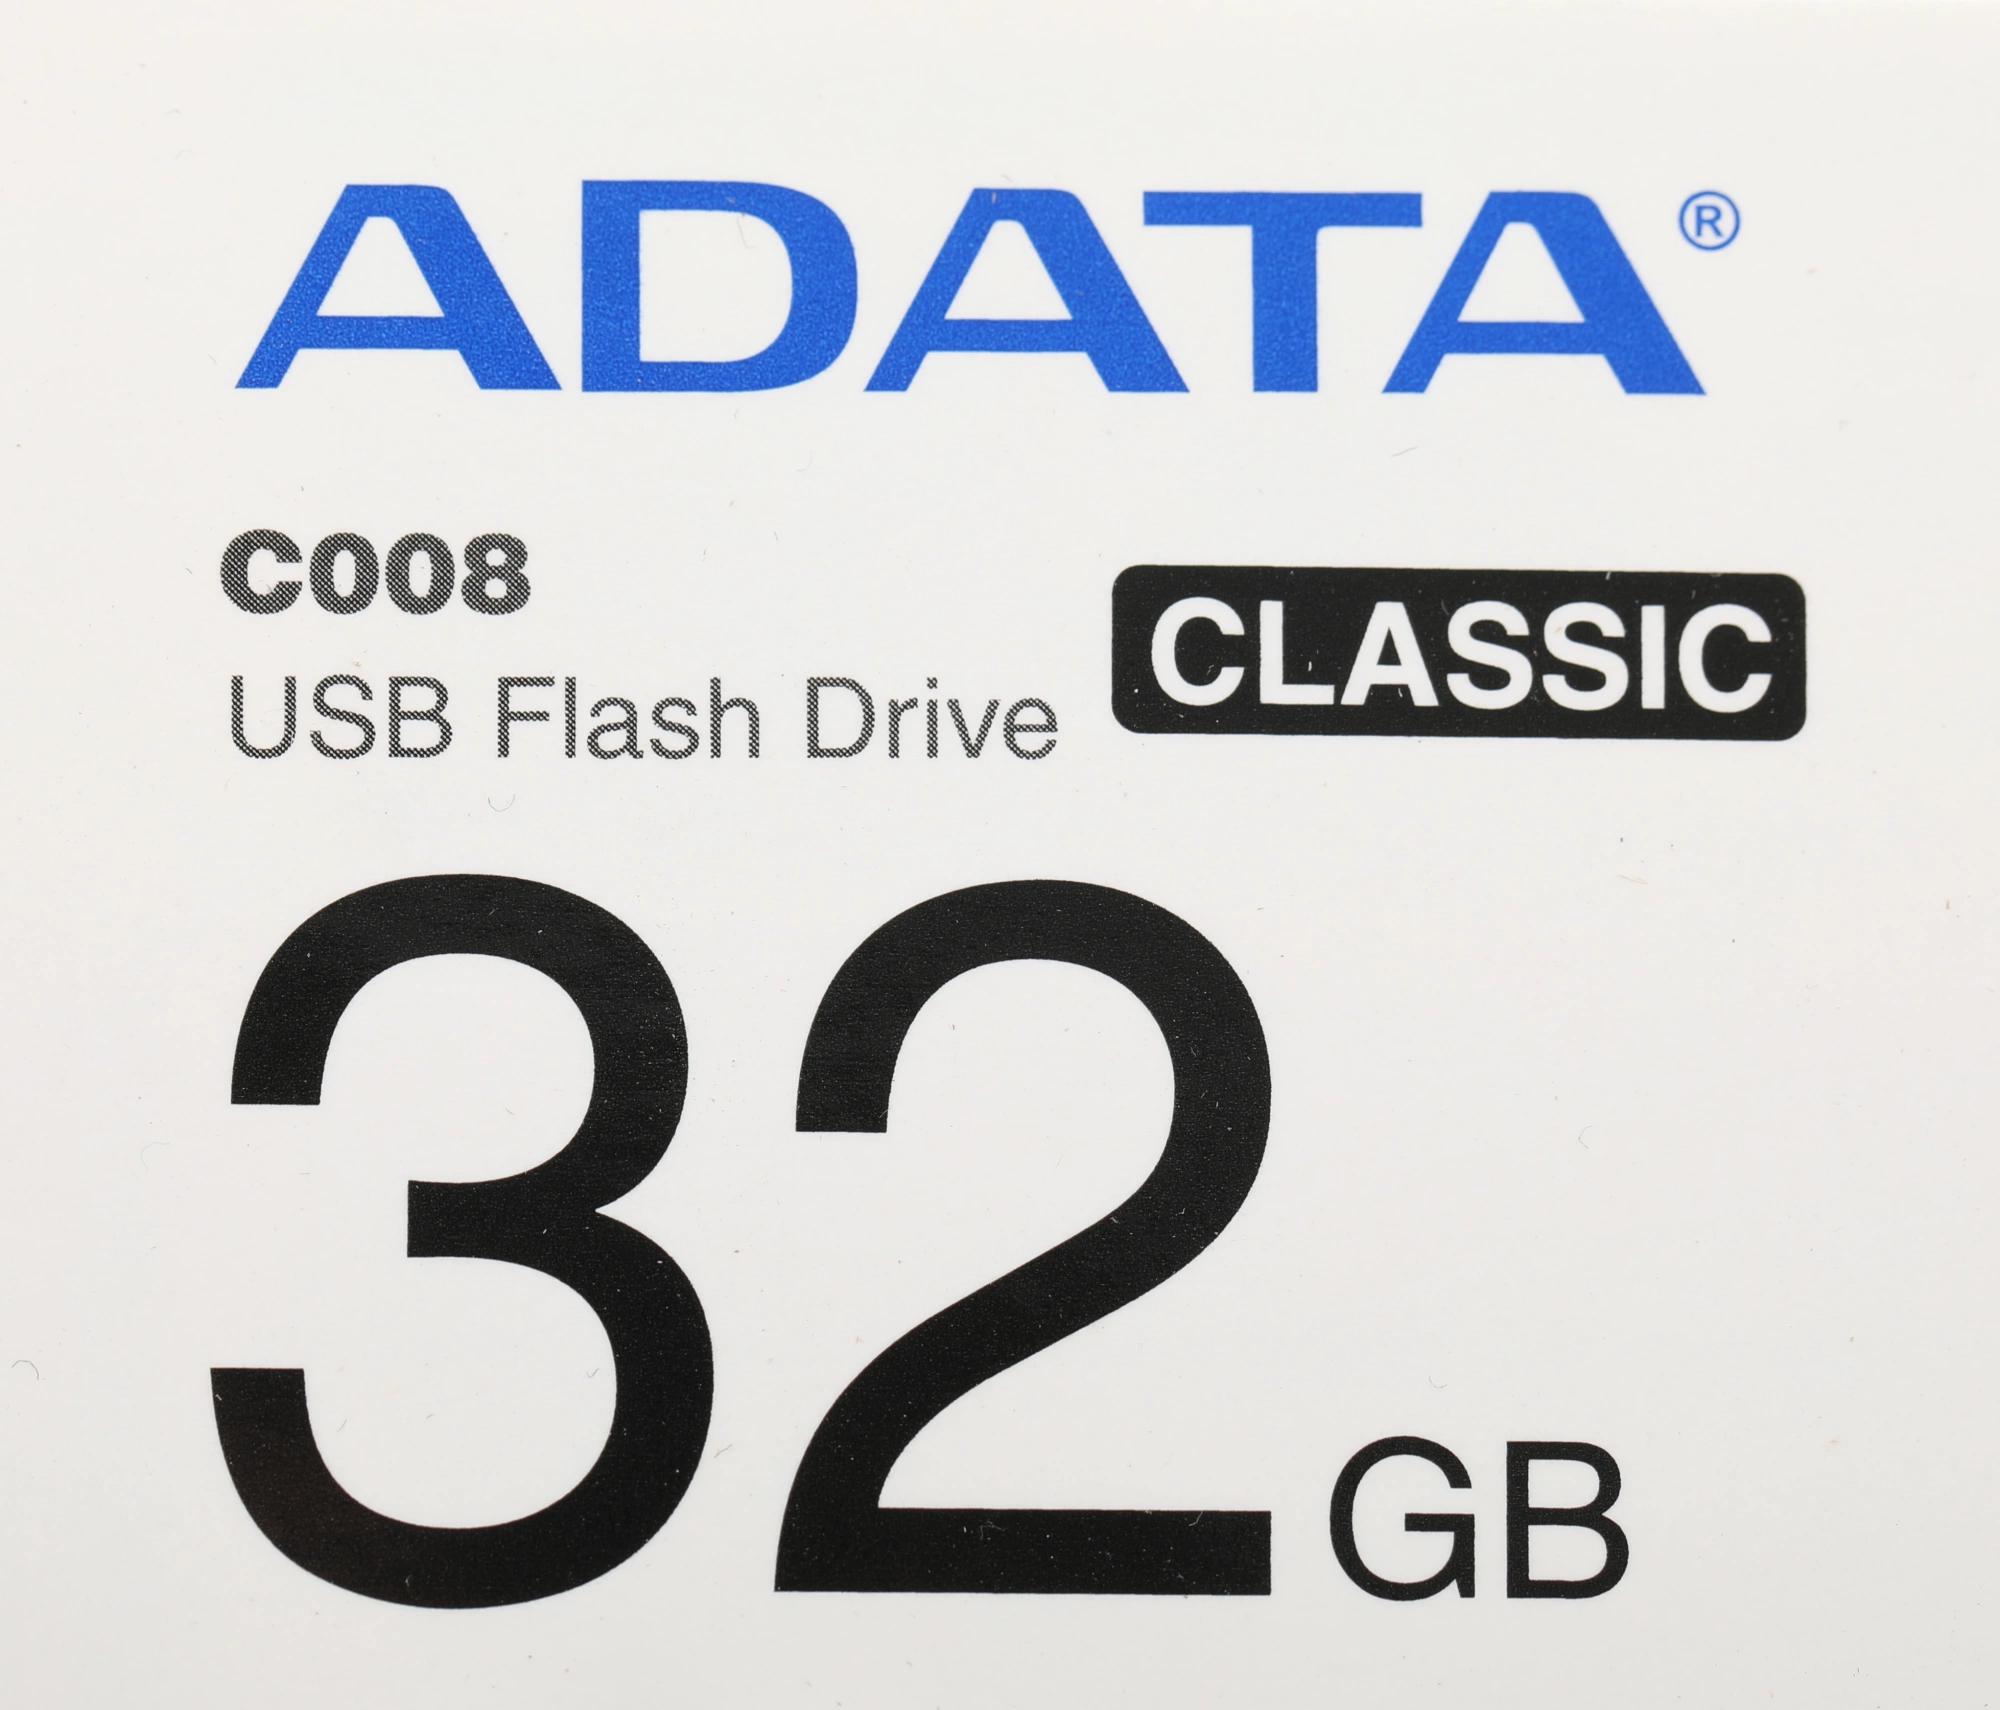 ADATA®
C008
USB Flash Drive
CLASSIC
32 GB